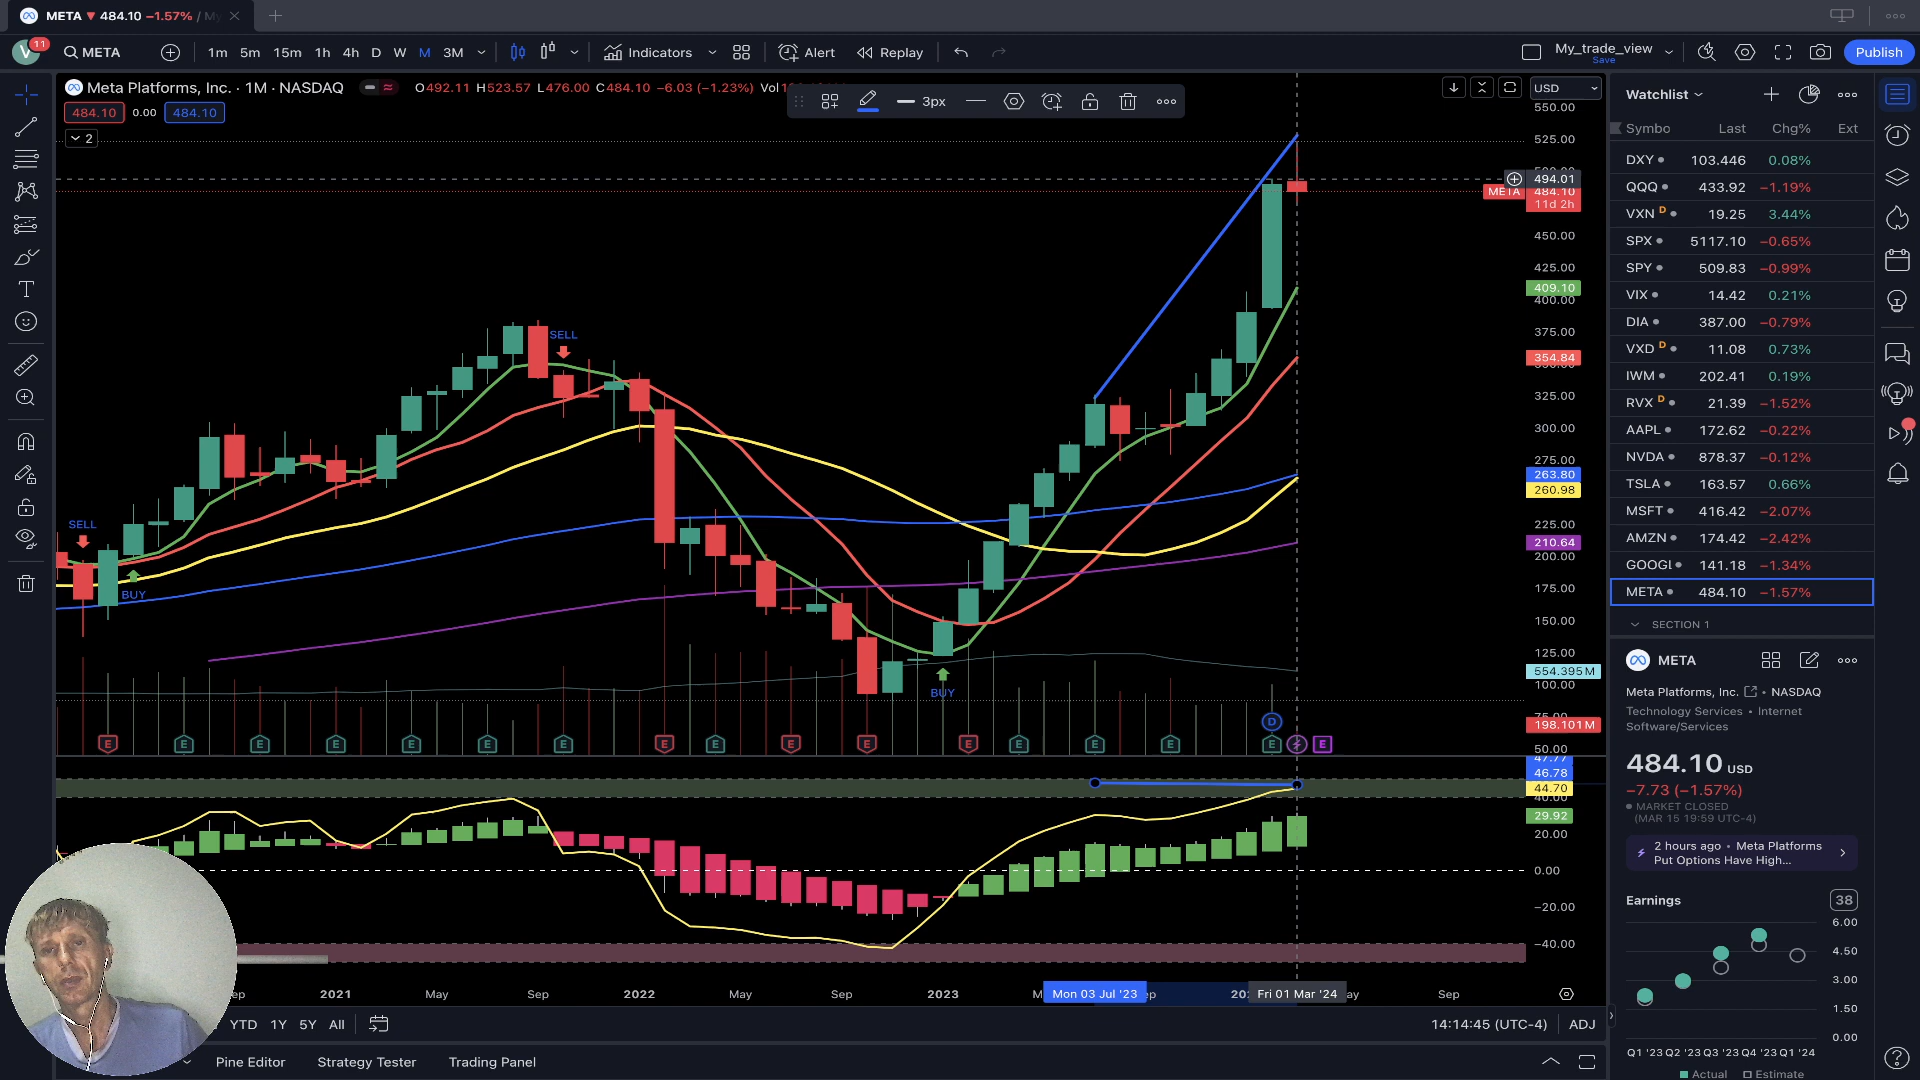 META ▼ 484.10 −1.57% / My
11
META
1m 5m 15m 1h 4h D W M 3M
Indicators
Alert
Replay
My_trade_view
Save
Publish
Meta Platforms, Inc. · 1M · NASDAQ
O492.11 H523.57 L476.00 C484.10 −6.03 (−1.23%) Vol
484.10 0.00 484.10
2
3px
USD
550.00
525.00
494.01
META 484.10
11d 2h
450.00
425.00
409.10
400.00
375.00
354.84
325.00
300.00
275.00
263.80
260.98
225.00
210.64
200.00
175.00
150.00
125.00
554.395M
100.00
198.101M
50.00
SELL
SELL
BUY
BUY
E E E E E E E E E E E E E E E E E
D
47.77
46.78
44.70
40.00
29.92
20.00
0.00
−20.00
−40.00
2021 May Sep 2022 May Sep 2023 Mon 03 Jul '23 Fri 01 Mar '24 Sep
YTD 1Y 5Y All
14:14:45 (UTC-4) ADJ
Pine Editor Strategy Tester Trading Panel
Watchlist
Symbo Last Chg% Ext
DXY 103.446 0.08%
QQQ 433.92 −1.19%
VXN D 19.25 3.44%
SPX 5117.10 −0.65%
SPY 509.83 −0.99%
VIX 14.42 0.21%
DIA 387.00 −0.79%
VXD D 11.08 0.73%
IWM 202.41 0.19%
RVX D 21.39 −1.52%
AAPL 172.62 −0.22%
NVDA 878.37 −0.12%
TSLA 163.57 0.66%
MSFT 416.42 −2.07%
AMZN 174.42 −2.42%
GOOGL 141.18 −1.34%
META 484.10 −1.57%
SECTION 1
META
Meta Platforms, Inc. • NASDAQ
Technology Services • Internet
Software/Services
484.10 USD
−7.73 (−1.57%)
MARKET CLOSED
(MAR 15 19:59 UTC-4)
2 hours ago • Meta Platforms
Put Options Have High...
Earnings
38
6.00
4.50
3.00
1.50
0.00
Q1 '23 Q2 '23 Q3 '23 Q4 '23 Q1 '24
Actual Estimate